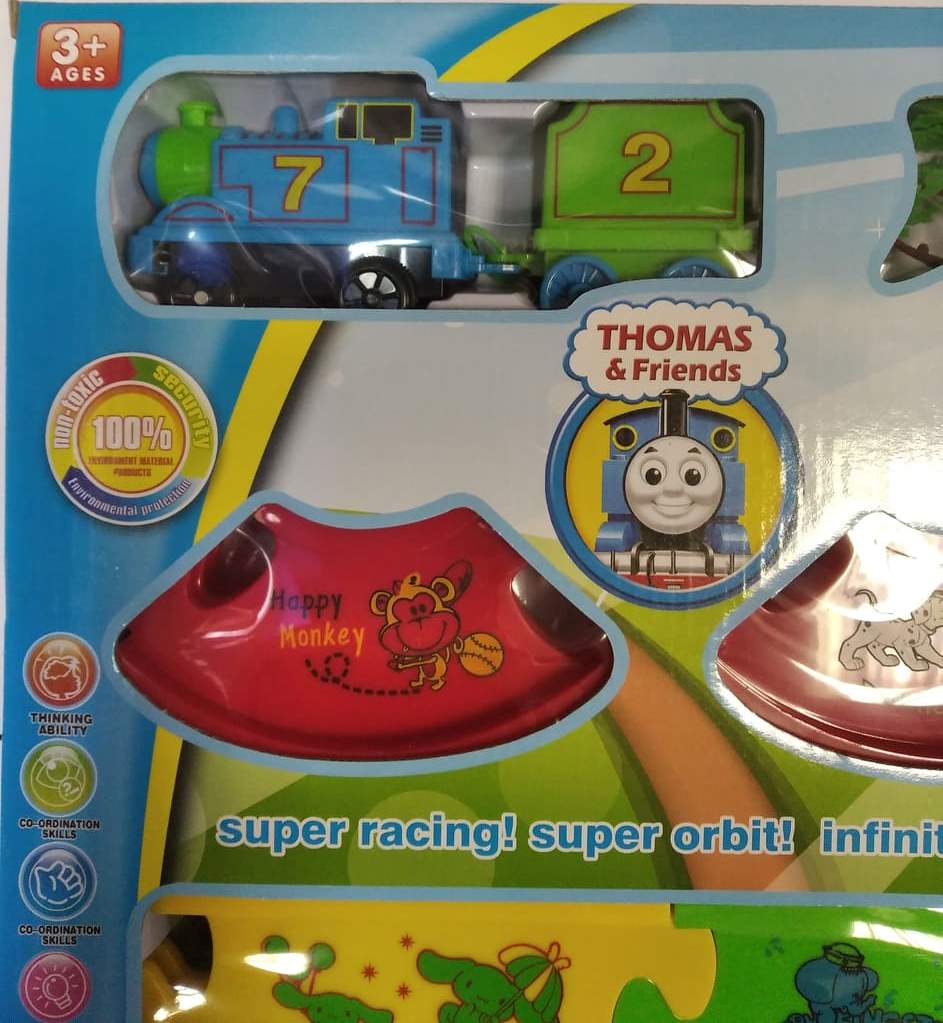 3+
AGES
7
2
THOMAS
& Friends
non-toxic
security
100%
ENVIRONMENT MATERIAL
PRODUCTS
Environmental protection
Happy
Monkey
THINKING
ABILITY
CO-ORDINATION
SKILLS
super racing! super orbit! infinit
CO-ORDINATION
SKILLS